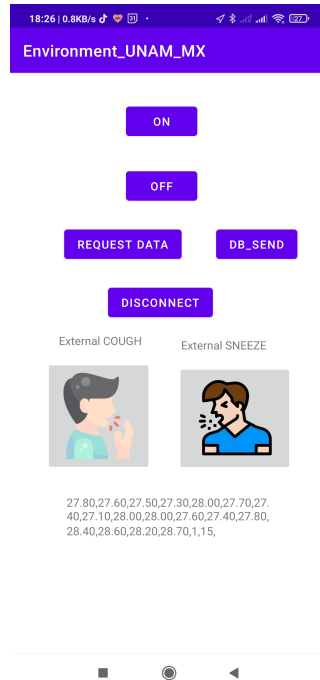 18:26 | 0.8KB/s 31 27
Environment_UNAM_MX
ON
OFF
REQUEST DATA DB_SEND
DISCONNECT
External COUGH External SNEEZE
27.80,27.60,27.50,27.30,28.00,27.70,27.
40,27.10,28.00,28.00,27.60,27.40,27.80,
28.40,28.60,28.20,28.70,1,15,